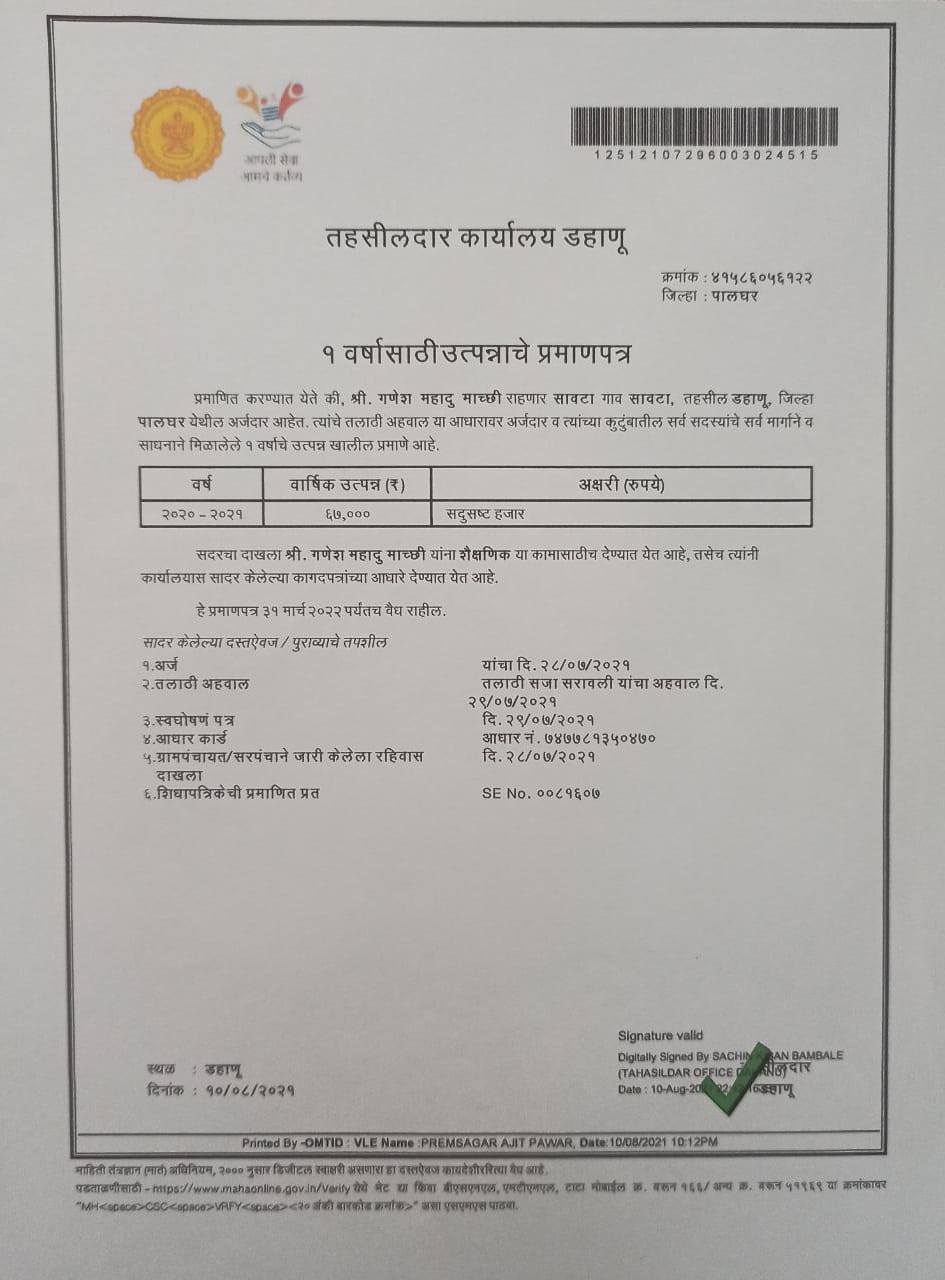 आपली सेवा
आमचे कर्तव्य
12512107296003024515
तहसीलदार कार्यालय डहाणू
क्रमांक : ४१५८६०५६१२२
जिल्हा : पालघर
१ वर्षासाठी उत्पन्नाचे प्रमाणपत्र
प्रमाणित करण्यात येते की, श्री. गणेश महादु माच्छी राहणार सावटा गाव सावटा, तहसील डहाणू, जिल्हा
पालघर येथील अर्जदार आहेत. त्यांचे तलाठी अहवाल या आधारावर अर्जदार व त्यांच्या कुटुंबातील सर्व सदस्यांचे सर्व मार्गाने व
साधनाने मिळालेले १ वर्षाचे उत्पन्न खालील प्रमाणे आहे.
वर्ष वार्षिक उत्पन्न (₹) अक्षरी (रुपये)
२०२० – २०२१ ६७,००० सदुसष्ट हजार
सदरचा दाखला श्री. गणेश महादु माच्छी यांना शैक्षणिक या कामासाठीच देण्यात येत आहे, तसेच त्यांनी
कार्यालयास सादर केलेल्या कागदपत्रांच्या आधारे देण्यात येत आहे.
हे प्रमाणपत्र ३१ मार्च २०२२ पर्यंतच वैध राहील.
सादर केलेल्या दस्तऐवज / पुराव्याचे तपशील
१.अर्ज यांचा दि. २८/०७/२०२१
२.तलाठी अहवाल तलाठी सजा सरावली यांचा अहवाल दि.
२९/०७/२०२१
३.स्वघोषणं पत्र दि. २९/०७/२०२१
४.आधार कार्ड आधार नं. ७४७७८१३५०४७०
५.ग्रामपंचायत/सरपंचाने जारी केलेला रहिवास दि. २८/०७/२०२१
दाखला
६.शिधापत्रिकेची प्रमाणित प्रत SE No. ००८१६०७
Signature valid
Digitally Signed By SACHIN BAMBALE
(TAHASILDAR OFFICE
Date : 10-Aug-
डहाणू
स्थळ : डहाणू
दिनांक : १०/०८/२०२१
Printed By -OMTID : VLE Name :PREMSAGAR AJIT PAWAR, Date:10/08/2021 10:12PM
माहिती तंत्रज्ञान (मातं) अधिनियम, २००० नुसार डिजीटल स्वाक्षरी असणारा हा दस्तऐवज कायदेशीररित्या वैध आहे.
पडताळणीसाठी - https://www.mahaonline.gov.in/Verify येथे भेट द्या किंवा बीएसएनएल, एमटीएनएल, टाटा मोबाईल क्र. वरून १६६/ अन्य क्र. वरून ५१९६९ या क्रमांकावर
"MH<space>CSC<space>VRFY<space><२० अंकी बारकोड क्रमांक>" असा एसएमएस पाठवा.